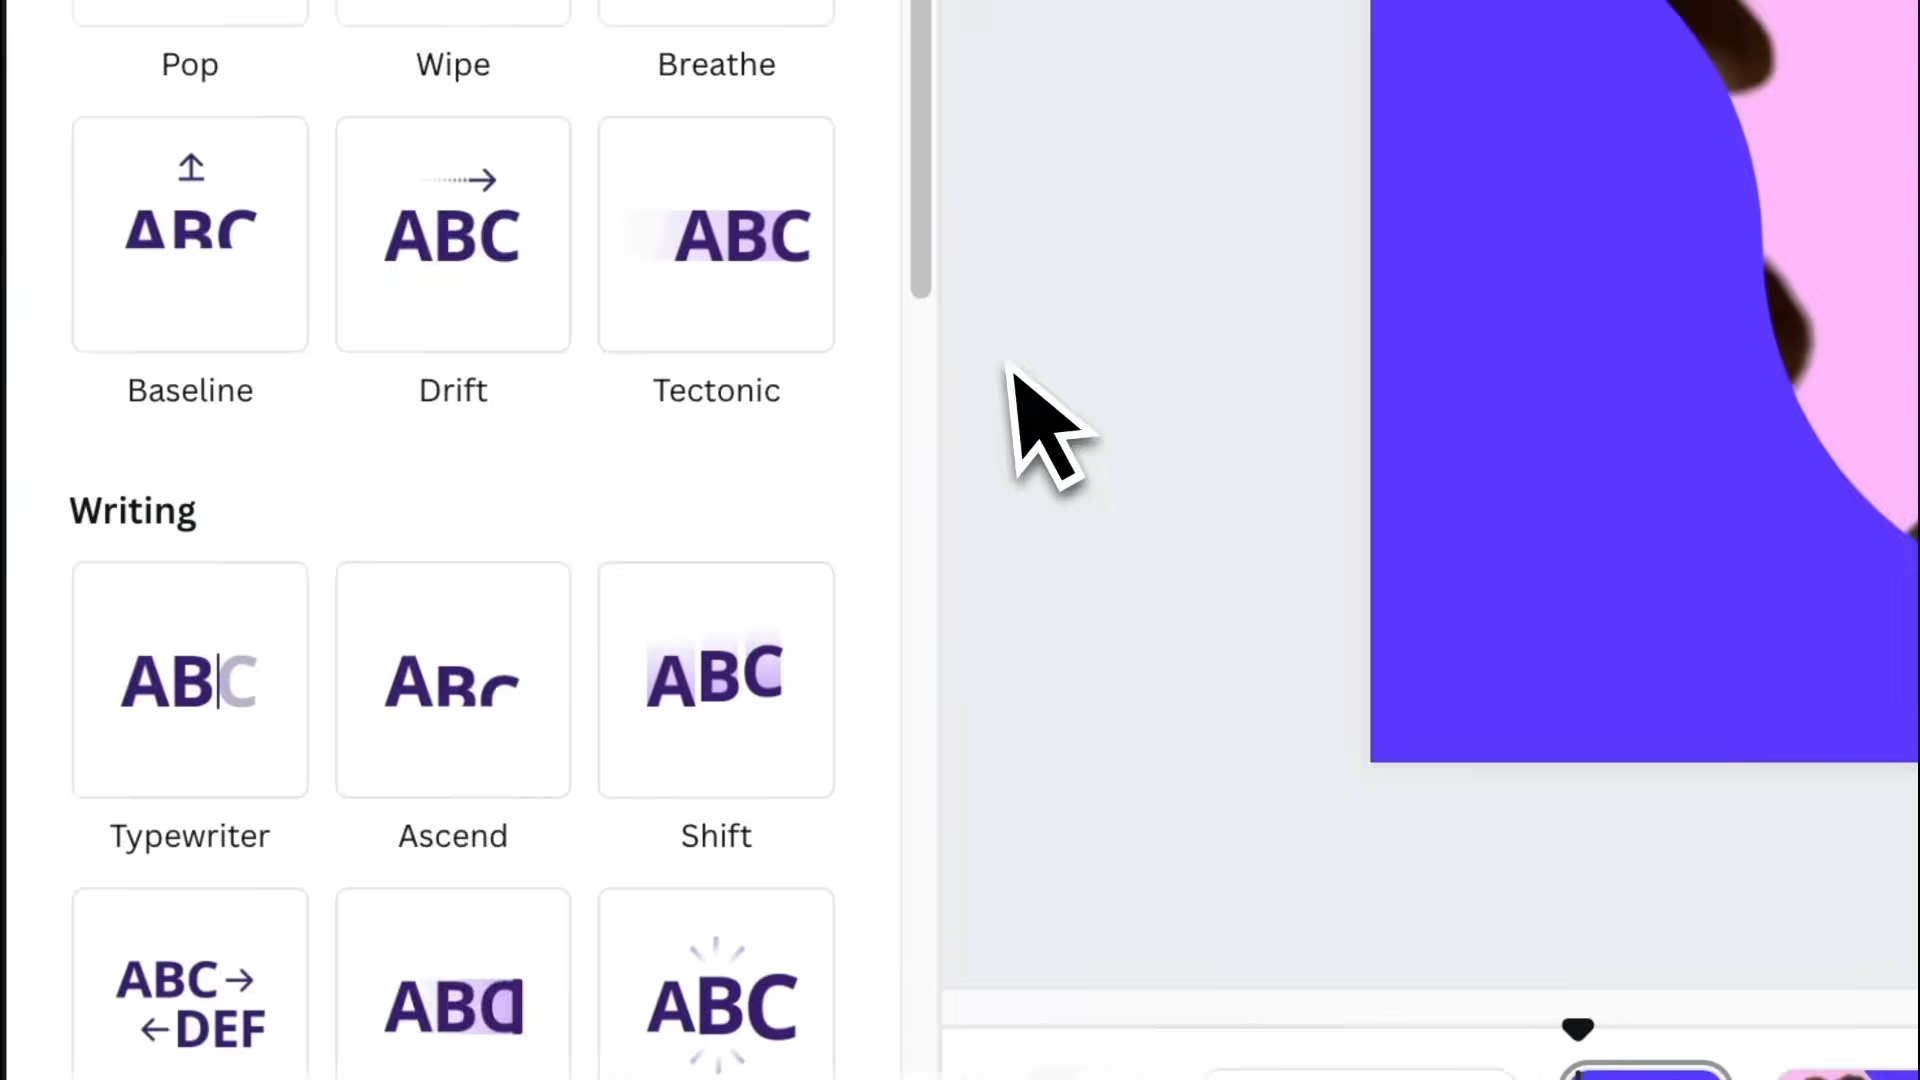 Pop Wipe Breathe
ABC ABC ABC
Baseline Drift Tectonic
Writing
ABC ABC ABC
Typewriter Ascend Shift
ABC→ ABC ABC
←DEF